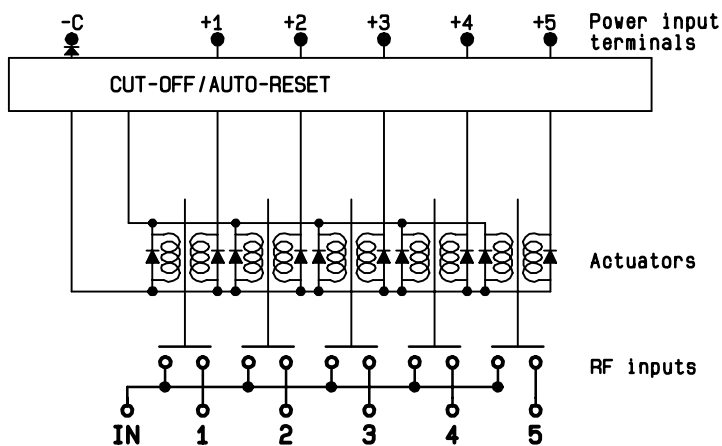 -C +1 +2 +3 +4 +5 Power input
terminals
CUT-OFF/AUTO-RESET
Actuators
RF inputs
IN 1 2 3 4 5